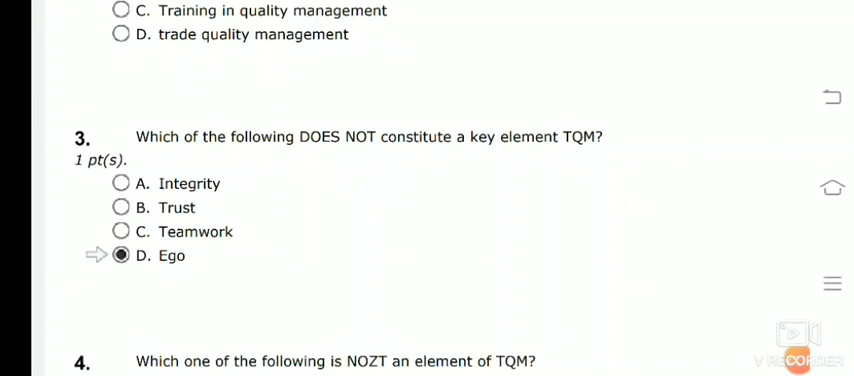 C. Training in quality management
D. trade quality management
3. Which of the following DOES NOT constitute a key element TQM?
1 pt(s).
A. Integrity
B. Trust
C. Teamwork
D. Ego
4. Which one of the following is NOZT an element of TQM?
V RECORDER